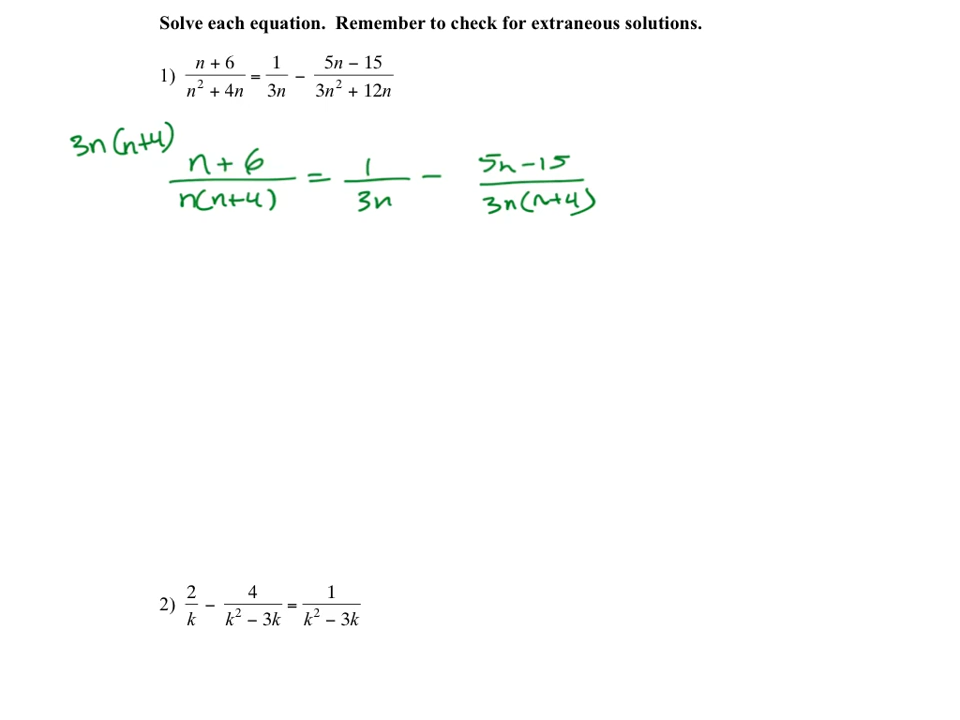 Solve each equation. Remember to check for extraneous solutions.
1) (n + 6)/(n² + 4n) = 1/(3n) − (5n − 15)/(3n² + 12n)
3n(n+4)
(n + 6)/(n(n+4)) = 1/(3n) − (5n − 15)/(3n(n+4))
2) 2/k − 4/(k² − 3k) = 1/(k² − 3k)